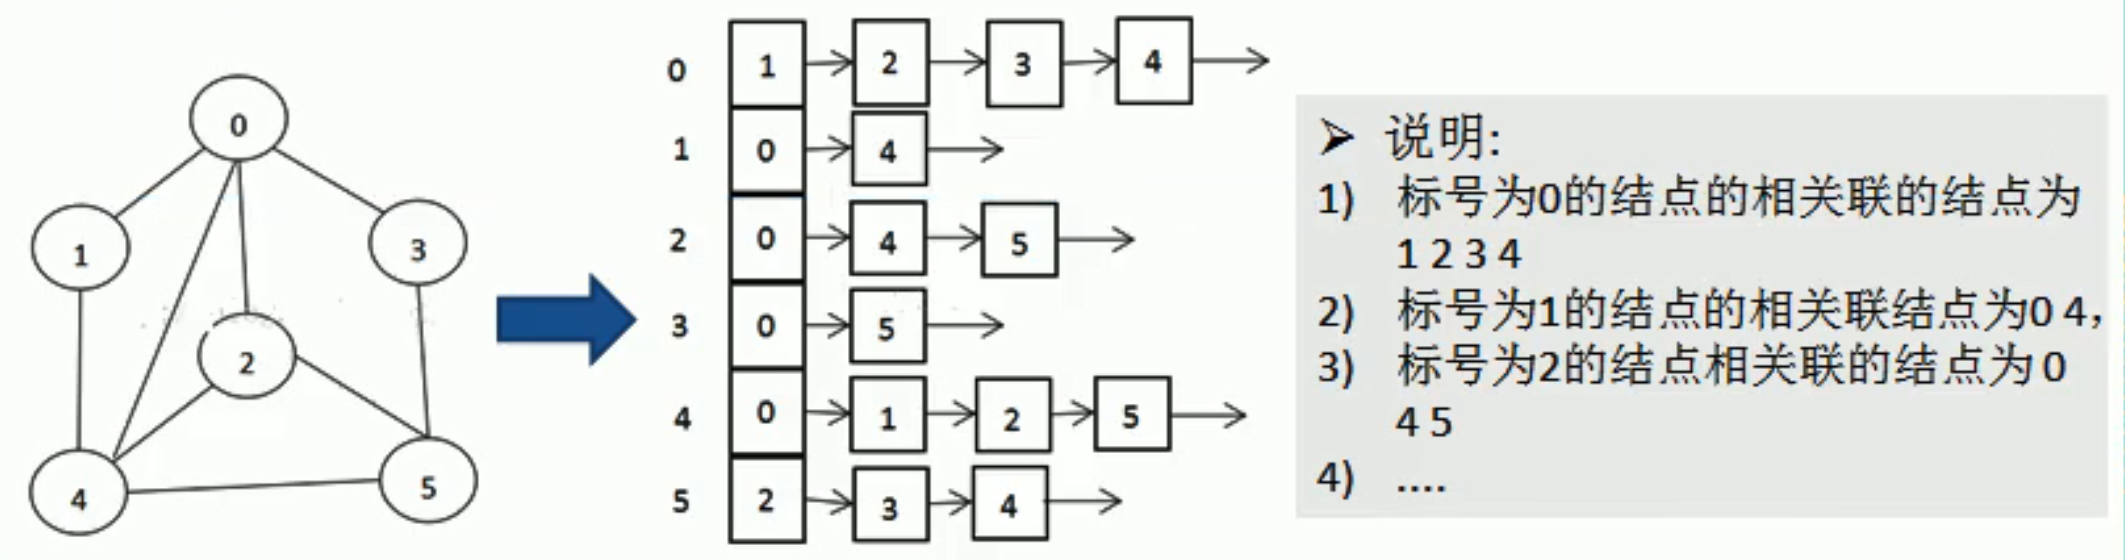 0
1
3
2
4
5
0 1 2 3 4
1 0 4
2 0 4 5
3 0 5
4 0 1 2 5
5 2 3 4
➢ 说明:
1) 标号为0的结点的相关联的结点为
1 2 3 4
2) 标号为1的结点的相关联结点为0 4,
3) 标号为2的结点相关联的结点为 0
4 5
4) ....